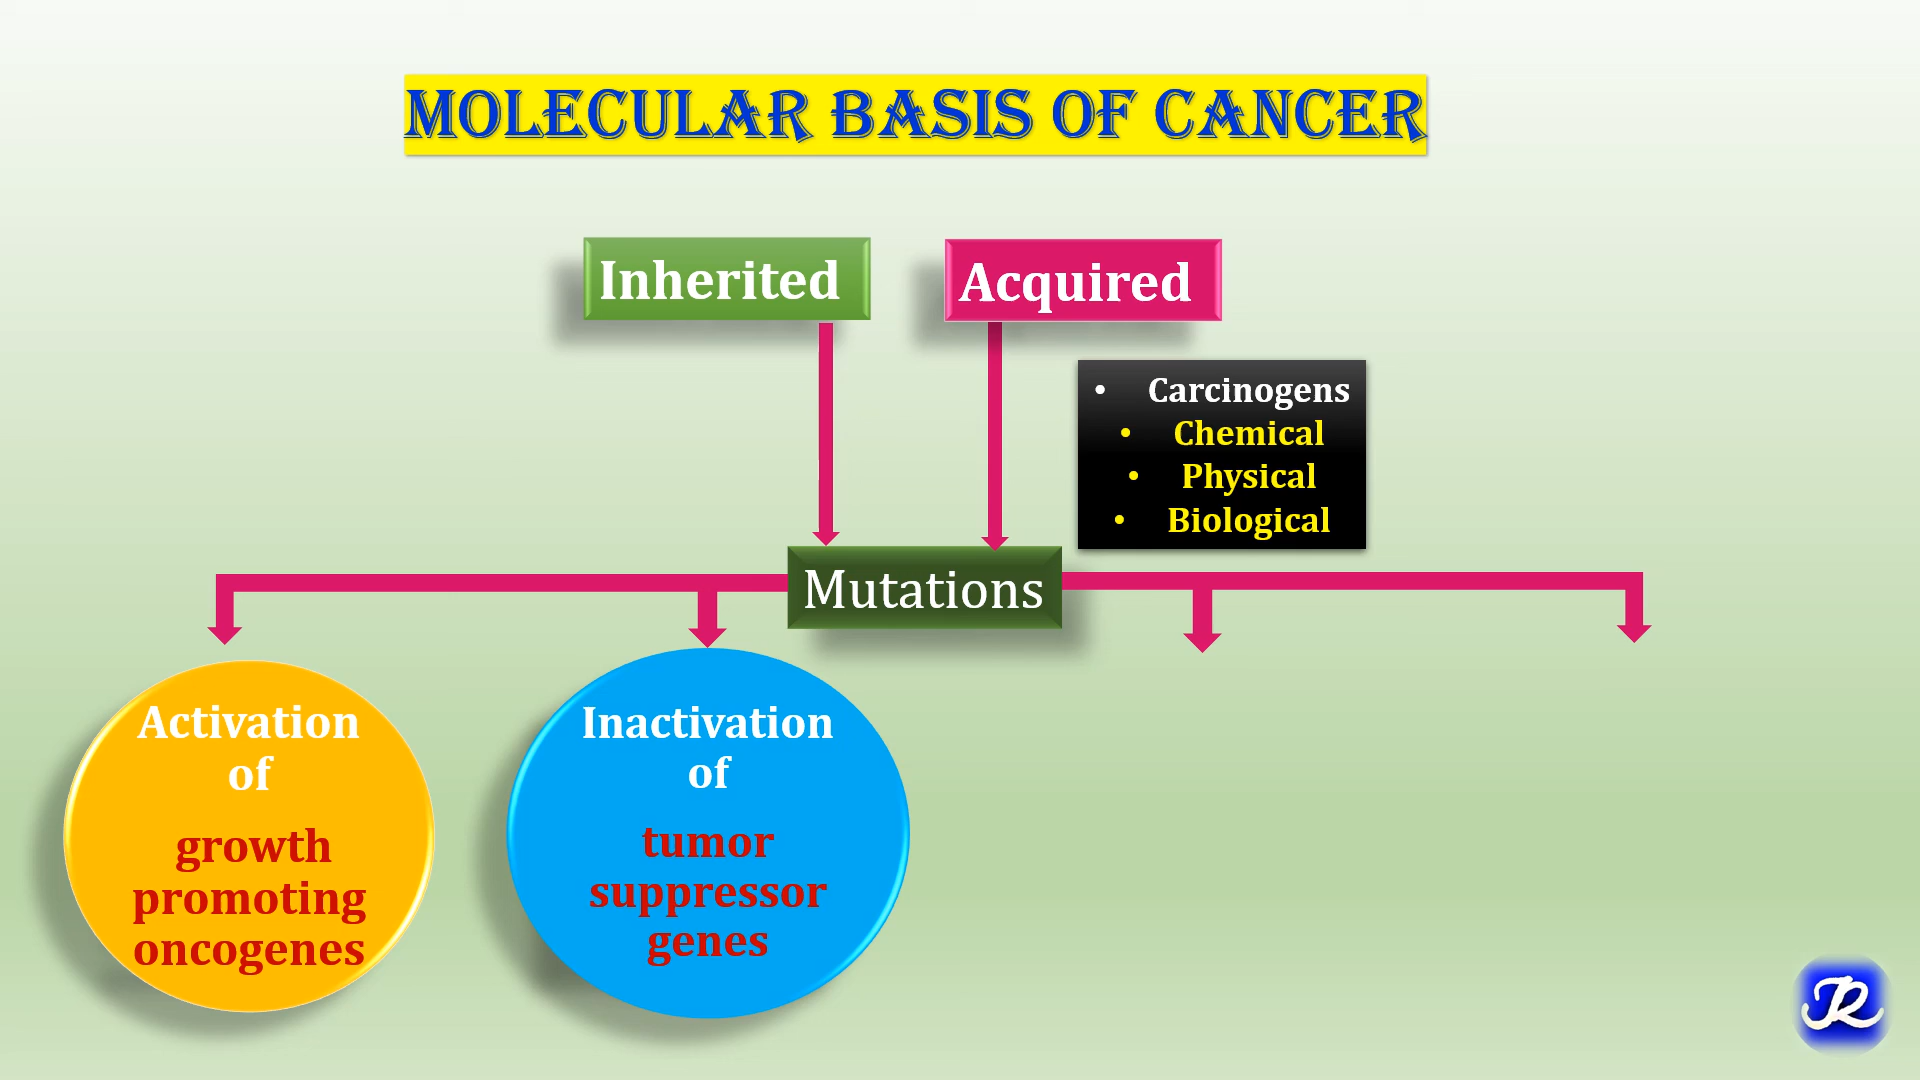 MOLECULAR BASIS OF CANCER
Inherited
Acquired
• Carcinogens
• Chemical
• Physical
• Biological
Mutations
Activation
of
growth
promoting
oncogenes
Inactivation
of
tumor
suppressor
genes
JR